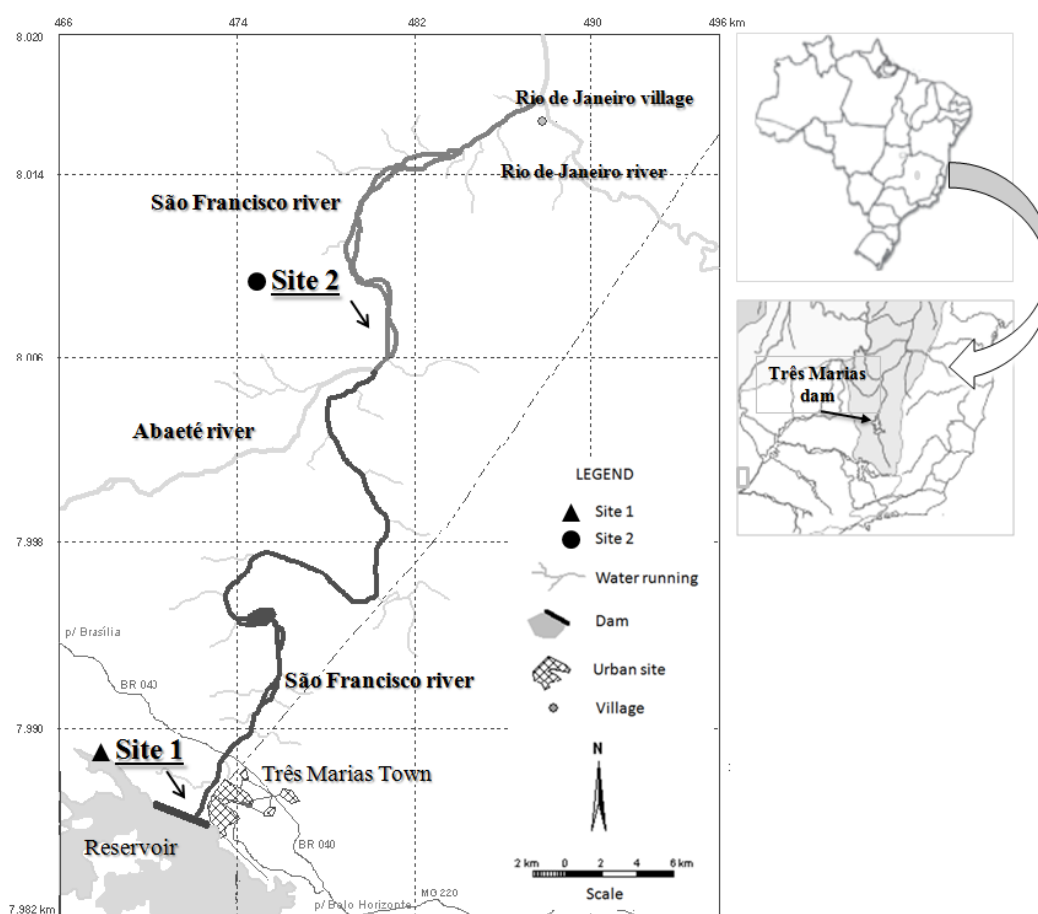 466
474
482
490
496 km
8.020
8.014
8.006
7.998
7.990
7.982 km
Rio de Janeiro village
Rio de Janeiro river
São Francisco river
Site 2
Abaeté river
São Francisco river
p/ Brasília
BR 040
Site 1
Três Marias Town
Reservoir
BR 040
p/ Belo Horizonte
MG 220
LEGEND
Site 1
Site 2
Water running
Dam
Urban site
Village
N
2 km 0 2 4 6 km
Scale
Três Marias
dam
: